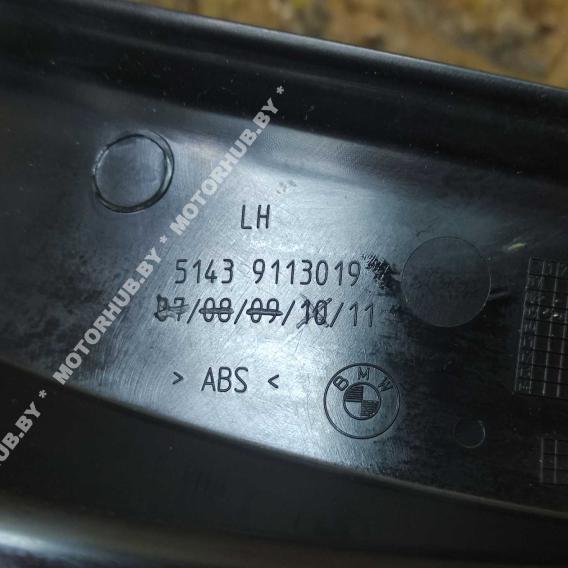 LH
5143 9113019
07/08/09/10/11
> ABS <
BMW
* MOTORHUB.BY * MOTORHUB.BY * MOTORHUB.BY *